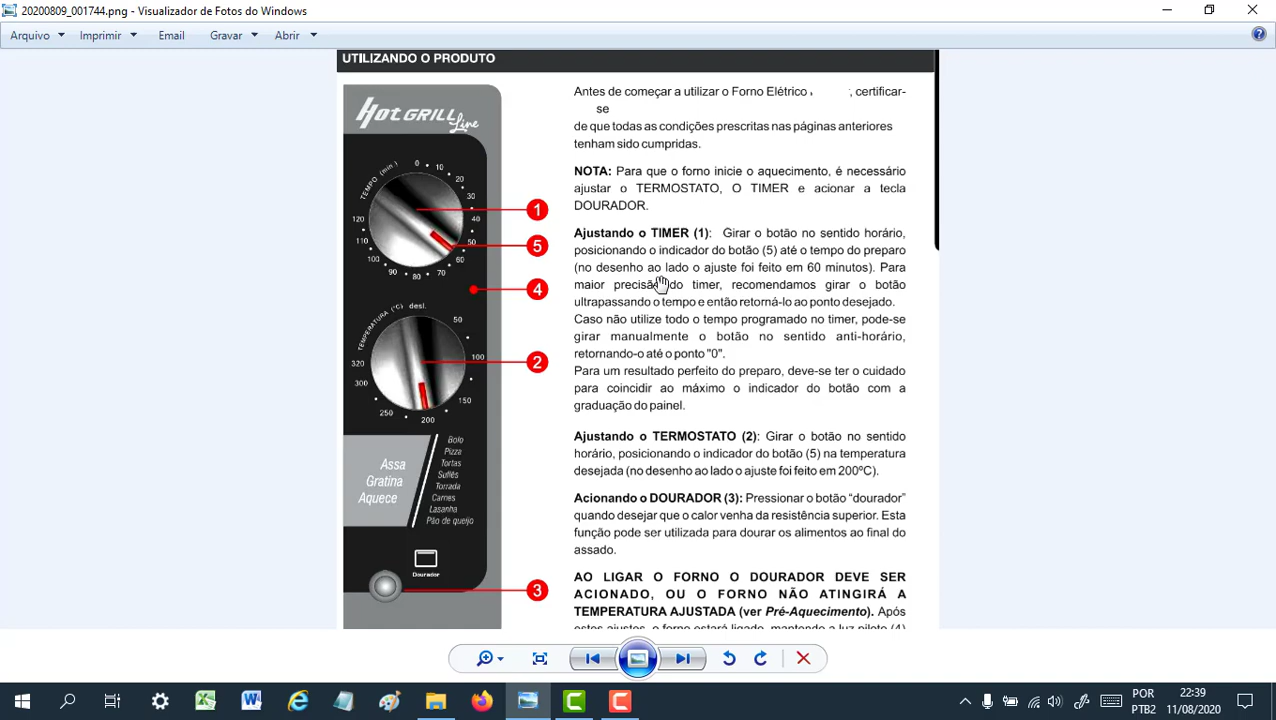 20200809_001744.png - Visualizador de Fotos do Windows
Arquivo Imprimir Email Gravar Abrir
UTILIZANDO O PRODUTO
Hot GRILL
Line
TEMPO (min.)
0
10
20
30
40
50
60
70
80
90
100
110
120
TEMPERATURA (°C) desl.
50
100
150
200
250
300
320
Assa
Gratina
Aquece
Bolo
Pizza
Tortas
Suflês
Torrada
Carnes
Lasanha
Pão de queijo
Dourador
1
5
4
2
3
Antes de começar a utilizar o Forno Elétrico , certificar-
se
de que todas as condições prescritas nas páginas anteriores
tenham sido cumpridas.
NOTA: Para que o forno inicie o aquecimento, é necessário
ajustar o TERMOSTATO, O TIMER e acionar a tecla
DOURADOR.
Ajustando o TIMER (1): Girar o botão no sentido horário,
posicionando o indicador do botão (5) até o tempo do preparo
(no desenho ao lado o ajuste foi feito em 60 minutos). Para
maior precisão do timer, recomendamos girar o botão
ultrapassando o tempo e então retorná-lo ao ponto desejado.
Caso não utilize todo o tempo programado no timer, pode-se
girar manualmente o botão no sentido anti-horário,
retornando-o até o ponto "0".
Para um resultado perfeito do preparo, deve-se ter o cuidado
para coincidir ao máximo o indicador do botão com a
graduação do painel.
Ajustando o TERMOSTATO (2): Girar o botão no sentido
horário, posicionando o indicador do botão (5) na temperatura
desejada (no desenho ao lado o ajuste foi feito em 200ºC).
Acionando o DOURADOR (3): Pressionar o botão “dourador”
quando desejar que o calor venha da resistência superior. Esta
função pode ser utilizada para dourar os alimentos ao final do
assado.
AO LIGAR O FORNO O DOURADOR DEVE SER
ACIONADO, OU O FORNO NÃO ATINGIRÁ A
TEMPERATURA AJUSTADA (ver Pré-Aquecimento). Após
estes ajustes, o forno estará ligado, mantendo a luz piloto (4)
POR
PTB2
22:39
11/08/2020